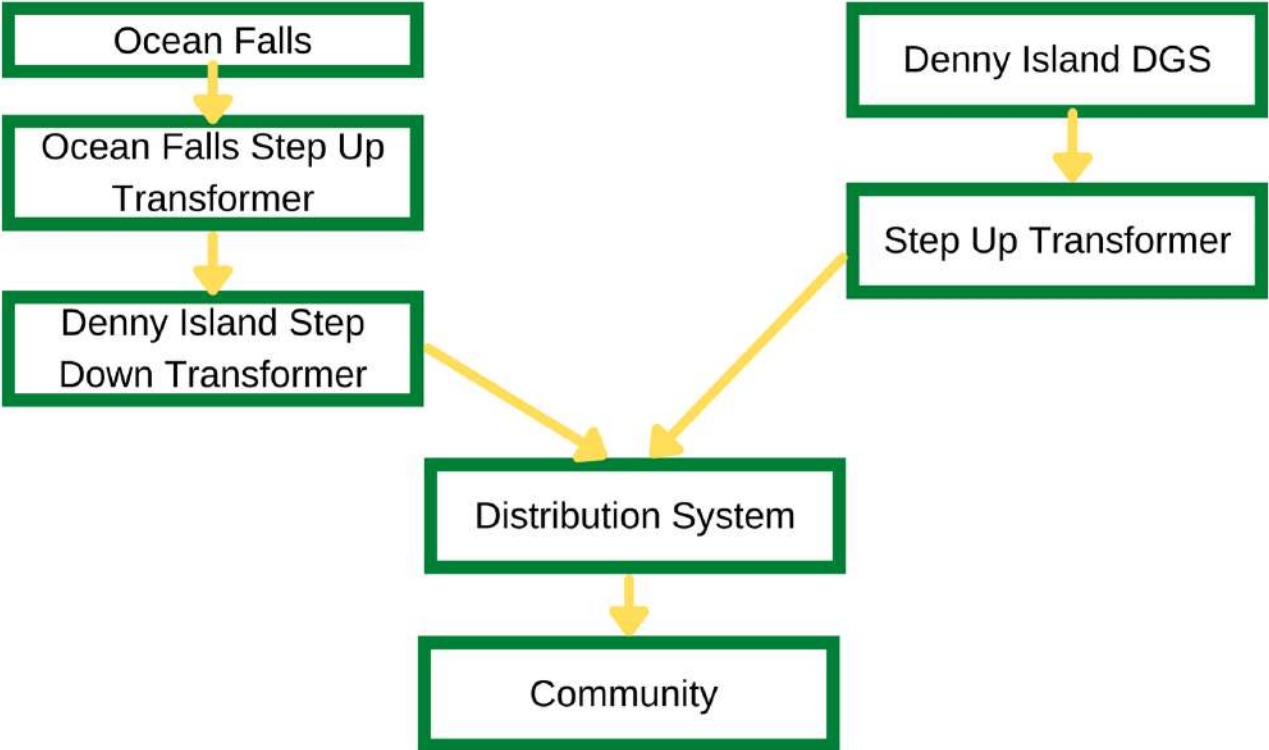 Ocean Falls
Denny Island DGS
Ocean Falls Step Up
Transformer
Step Up Transformer
Denny Island Step
Down Transformer
Distribution System
Community